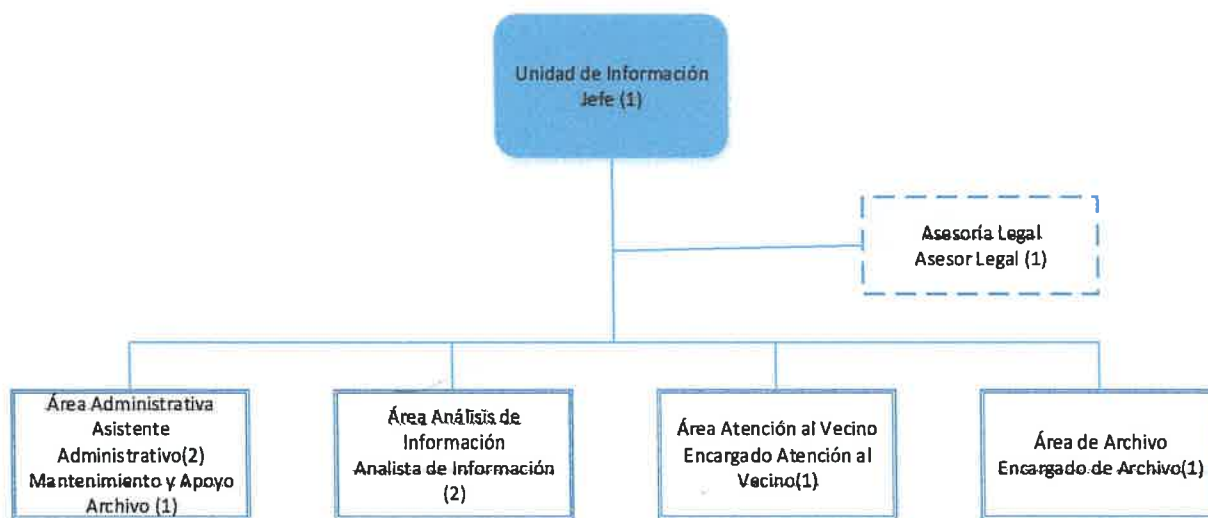 Unidad de Información
Jefe (1)
Asesoría Legal
Asesor Legal (1)
Área Administrativa
Asistente
Administrativo(2)
Mantenimiento y Apoyo
Archivo (1)
Área Análisis de
Información
Analista de Información
(2)
Área Atención al Vecino
Encargado Atención al
Vecino(1)
Área de Archivo
Encargado de Archivo(1)